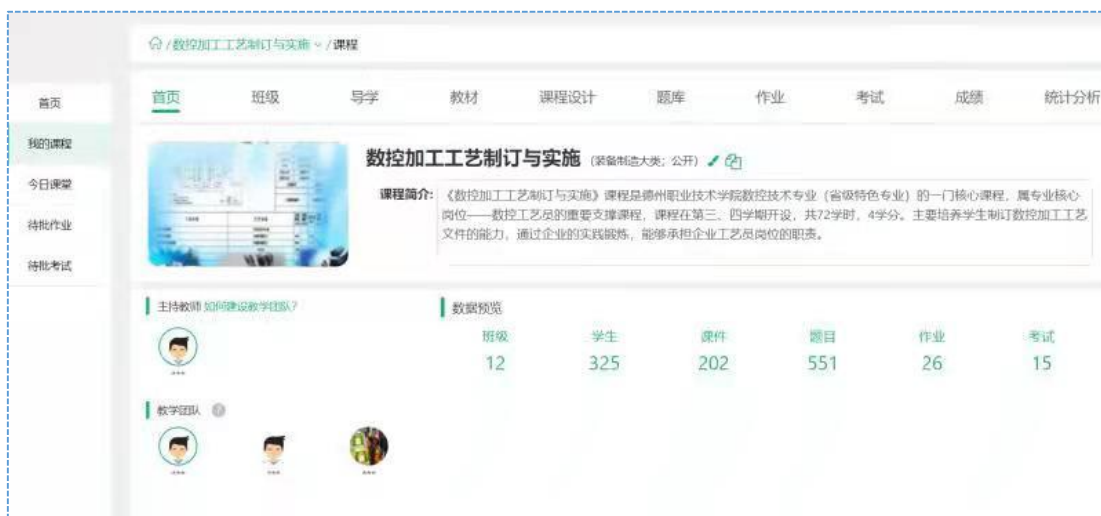 /数控加工工艺制订与实施 /课程
首页 班级 导学 教材 课程设计 题库 作业 考试 成绩 统计分析
首页
我的课程
今日课堂
待批作业
待批考试
数控加工工艺制订与实施 (装备制造大类; 公开)
课程简介: 《数控加工工艺制订与实施》课程是德州职业技术学院数控技术专业（省级特色专业）的一门核心课程，属专业核心
岗位——数控工艺员的重要支撑课程，课程在第三、四学期开设，共72学时，4学分。主要培养学生制订数控加工工艺
文件的能力，通过企业的实践锻炼，能够承担企业工艺员岗位的职责。
主持教师 如何建设教学团队？
教学团队 ?
数据预览
班级 学生 课件 题目 作业 考试
12 325 202 551 26 15